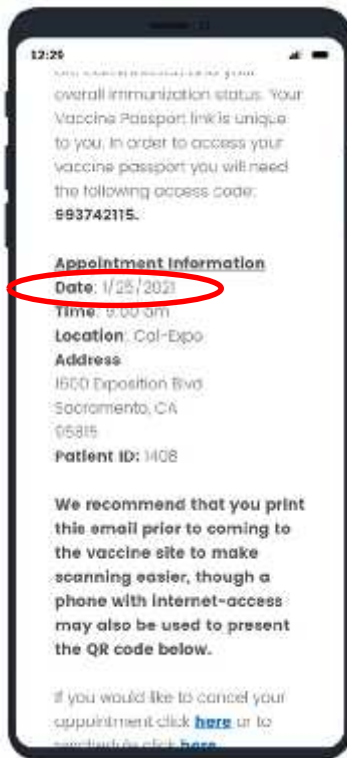 12:29
overall immunization status. Your
Vaccine Passport link is unique
to you. In order to access your
vaccine passport you will need
the following access code:
993742115.
Appointment Information
Date: 1/25/2021
Time: 9:00 am
Location: Cal-Expo
Address
1600 Exposition Blvd
Sacramento, CA
95815
Patient ID: 1408
We recommend that you print
this email prior to coming to
the vaccine site to make
scanning easier, though a
phone with internet-access
may also be used to present
the QR code below.
If you would like to cancel your
appointment click here or to
reschedule click here